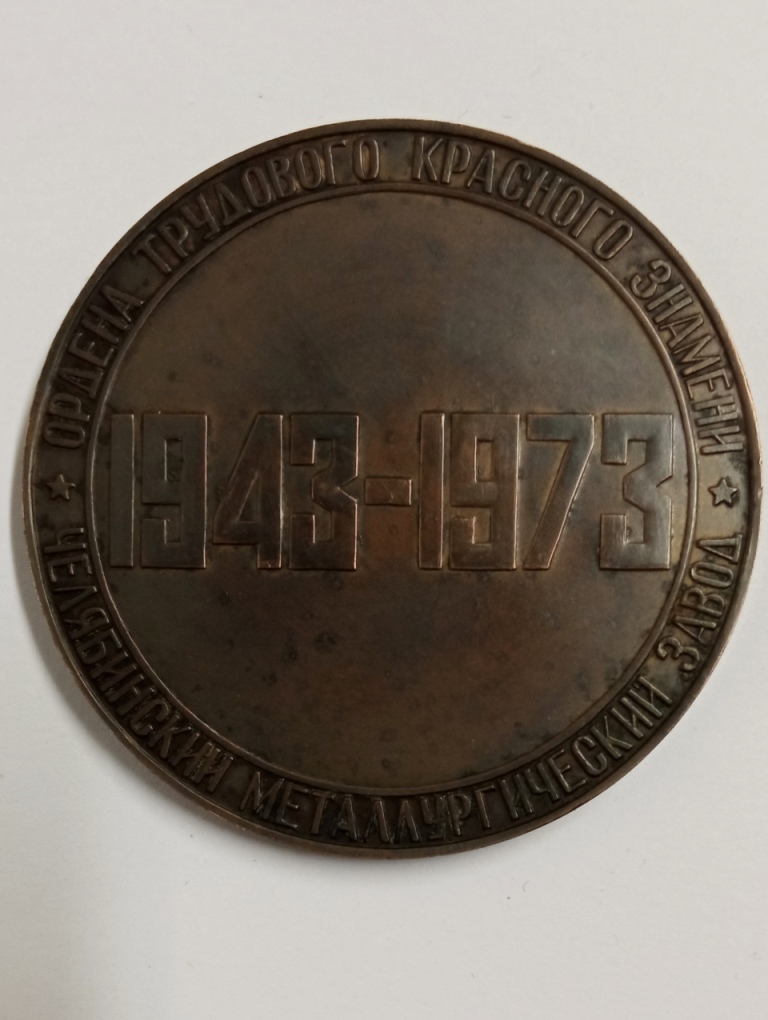 ОРДЕНА ТРУДОВОГО КРАСНОГО ЗНАМЕНИ
1943-1973
ЧЕЛЯБИНСКИЙ МЕТАЛЛУРГИЧЕСКИЙ ЗАВОД